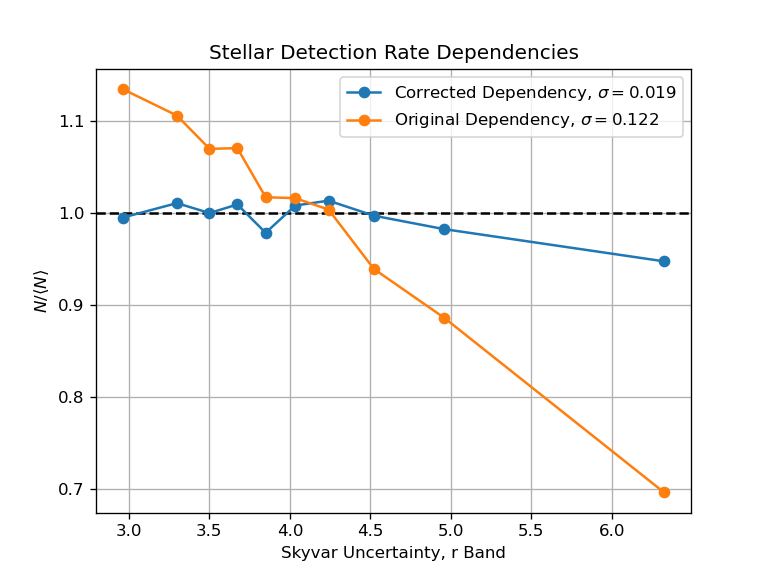 Stellar Detection Rate Dependencies
Corrected Dependency, σ = 0.019
Original Dependency, σ = 0.122
N/⟨N⟩
1.1
1.0
0.9
0.8
0.7
3.0 3.5 4.0 4.5 5.0 5.5 6.0
Skyvar Uncertainty, r Band